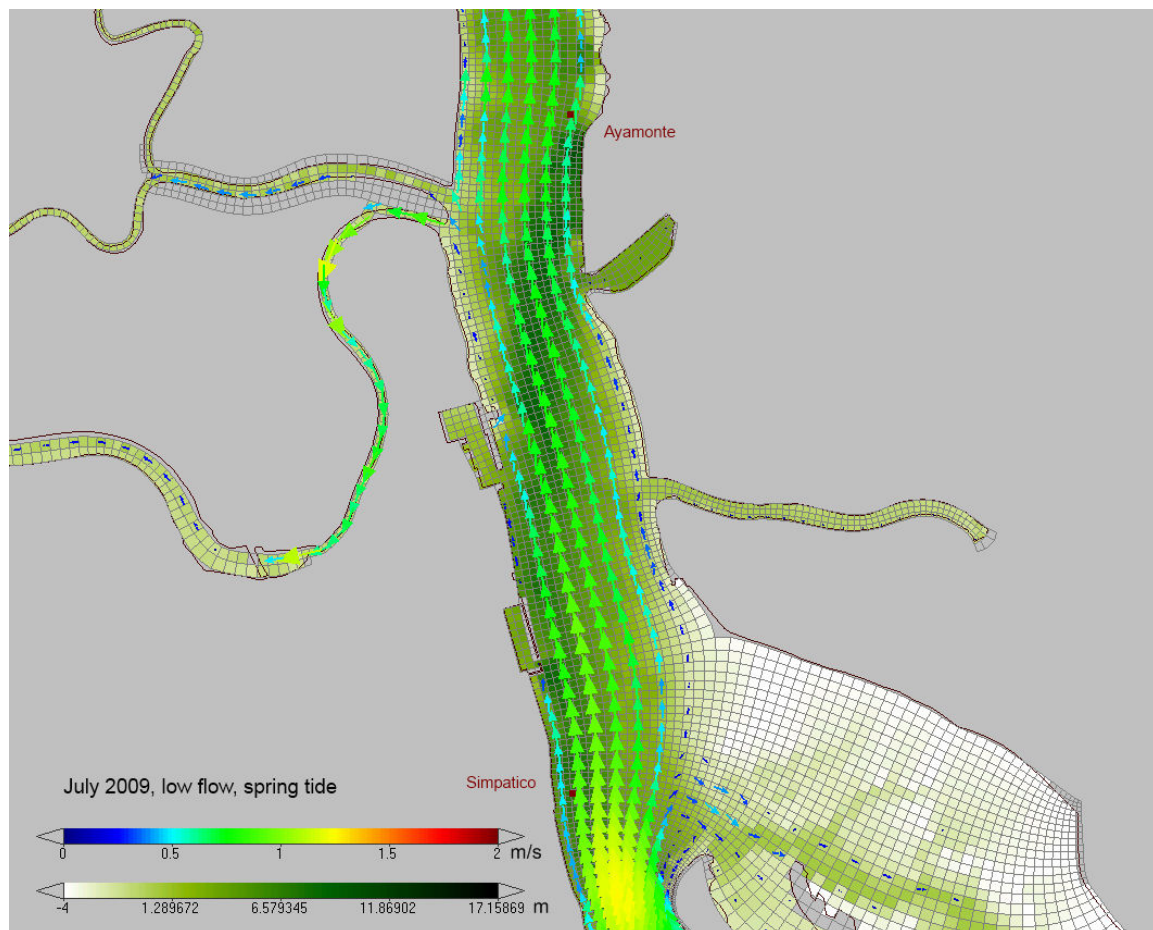 Ayamonte
Simpatico
July 2009, low flow, spring tide
0 0.5 1 1.5 2 m/s
-4 1.289672 6.579345 11.86902 17.15869 m